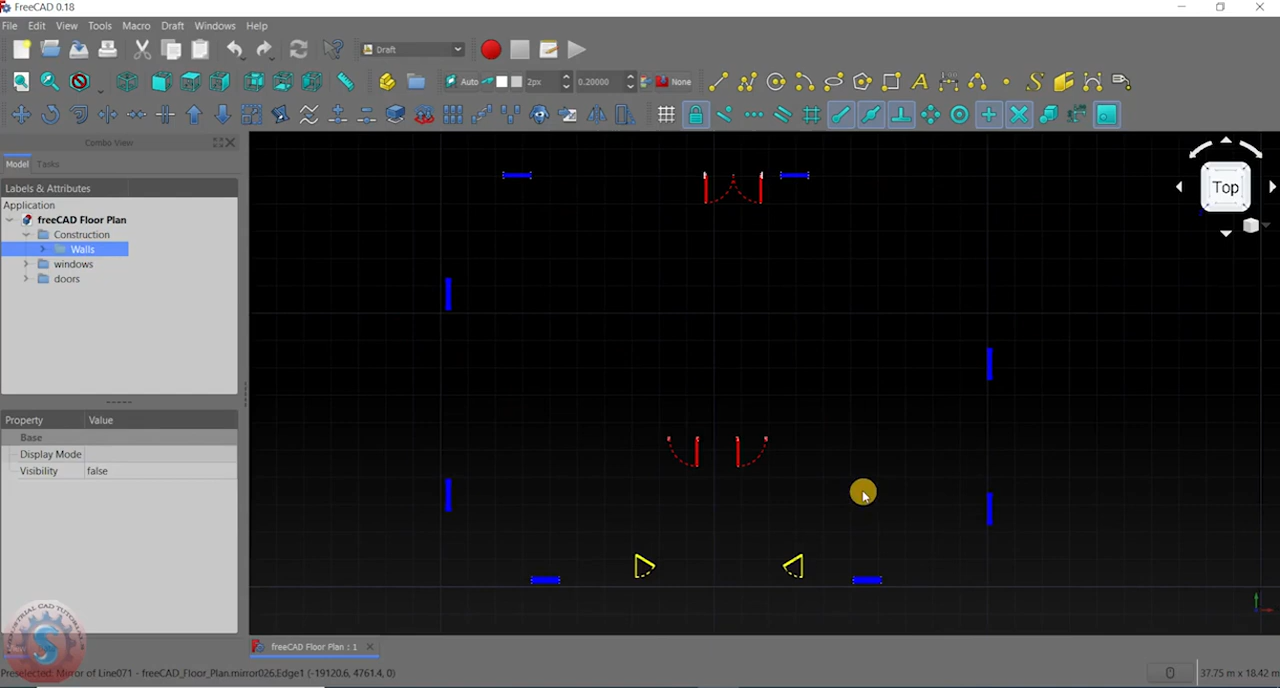 FreeCAD 0.18
File Edit View Tools Macro Draft Windows Help
Draft
Auto 2px 0.20000 None
Combo View
Model Tasks
Labels & Attributes
Application
freeCAD Floor Plan
Construction
Walls
windows
doors
Top
Property Value
Base
Display Mode
Visibility false
INDUSTRIAL CAD TUTORIALS
S
freeCAD Floor Plan : 1
Preselected: Mirror of Line071 - freeCAD_Floor_Plan.mirror026.Edge1 (-19120.6, 4761.4, 0)
37.75 m x 18.42 m